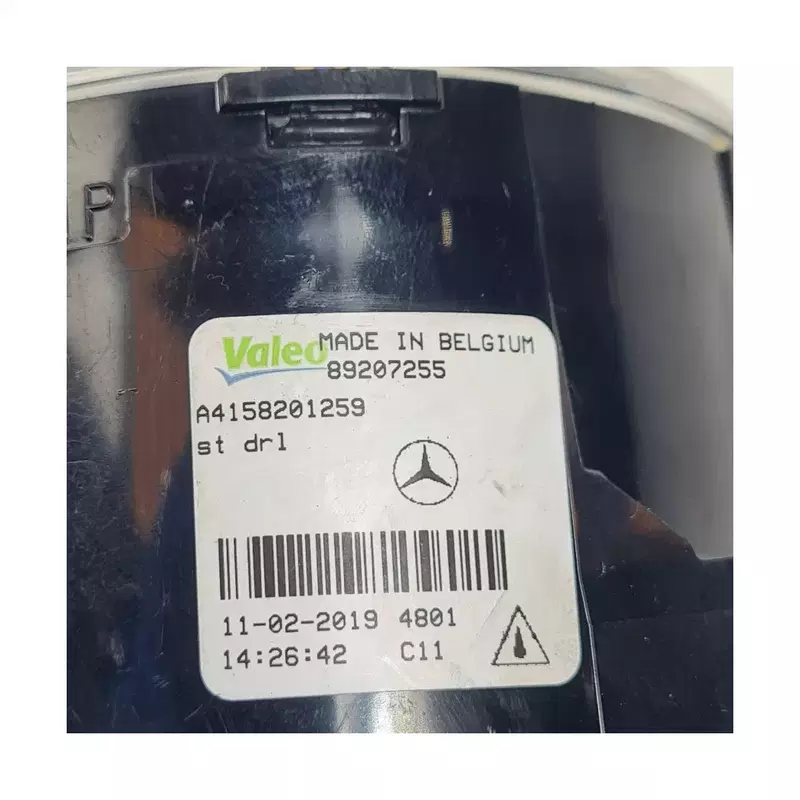 P
Valeo MADE IN BELGIUM
89207255
A4158201259
st drl
11-02-2019 4801
14:26:42 C11